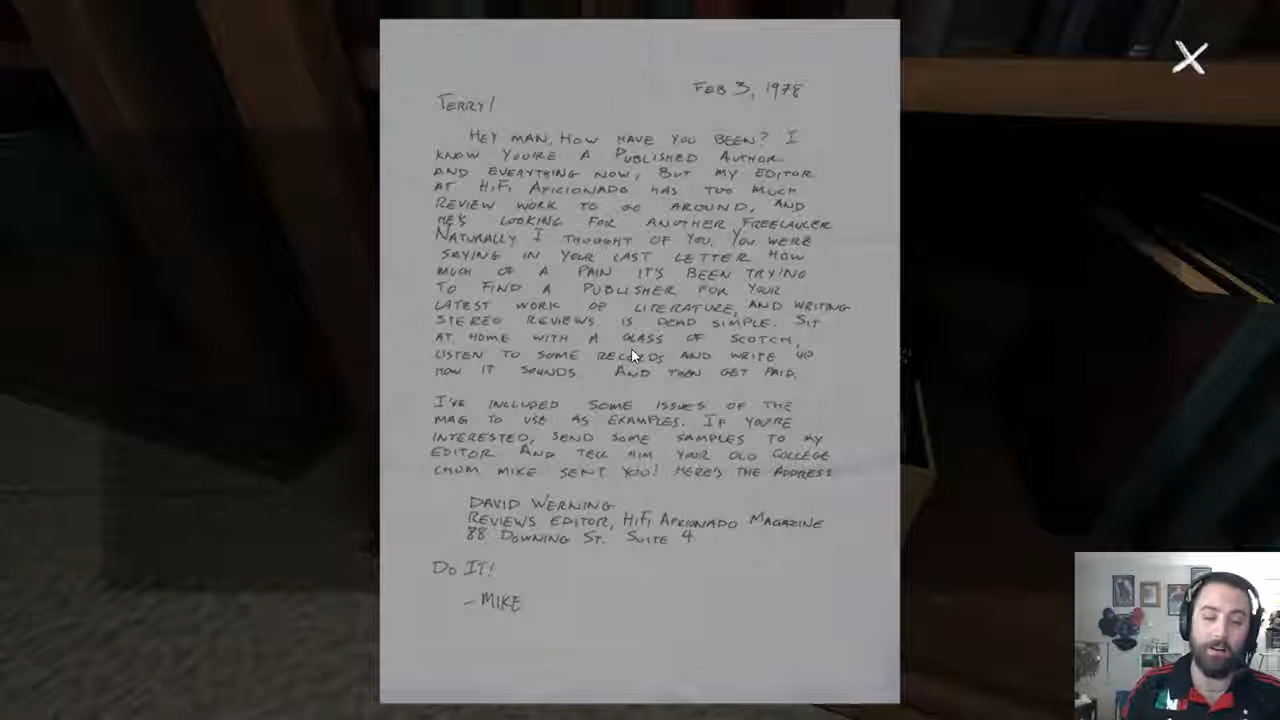 FEB 3, 1978
TERRY!
HEY MAN, HOW HAVE YOU BEEN? I
KNOW YOU'RE A PUBLISHED AUTHOR
AND EVERYTHING NOW, BUT MY EDITOR
AT HIFI AFICIONADO HAS TOO MUCH
REVIEW WORK TO GO AROUND, AND
HE'S LOOKING FOR ANOTHER FREELANCER
NATURALLY I THOUGHT OF YOU. YOU WERE
SAYING IN YOUR LAST LETTER HOW
MUCH OF A PAIN IT'S BEEN TRYING
TO FIND A PUBLISHER FOR YOUR
LATEST WORK OF LITERATURE, AND WRITING
STEREO REVIEWS IS DEAD SIMPLE. SIT
AT HOME WITH A GLASS OF SCOTCH,
LISTEN TO SOME RECORDS AND WRITE UP
HOW IT SOUNDS. AND THEN GET PAID.
I'VE INCLUDED SOME ISSUES OF THE
MAG TO USE AS EXAMPLES. IF YOU'RE
INTERESTED, SEND SOME SAMPLES TO MY
EDITOR AND TELL HIM YOUR OLD COLLEGE
CHUM MIKE SENT YOU! HERE'S THE ADDRESS
DAVID WERNING
REVIEWS EDITOR, HIFI AFICIONADO MAGAZINE
88 DOWNING ST. SUITE 4
DO IT!
- MIKE